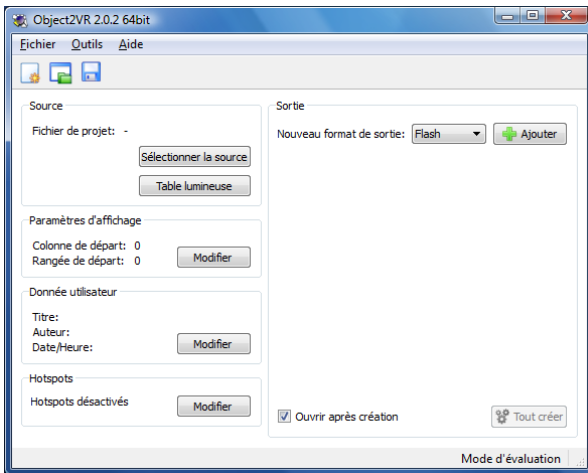 Object2VR 2.0.2 64bit
Fichier Outils Aide
Source
Fichier de projet: -
Sélectionner la source
Table lumineuse
Paramètres d'affichage
Colonne de départ: 0
Rangée de départ: 0
Modifier
Donnée utilisateur
Titre:
Auteur:
Date/Heure:
Modifier
Hotspots
Hotspots désactivés
Modifier
Sortie
Nouveau format de sortie: Flash Ajouter
Ouvrir après création
Tout créer
Mode d'évaluation